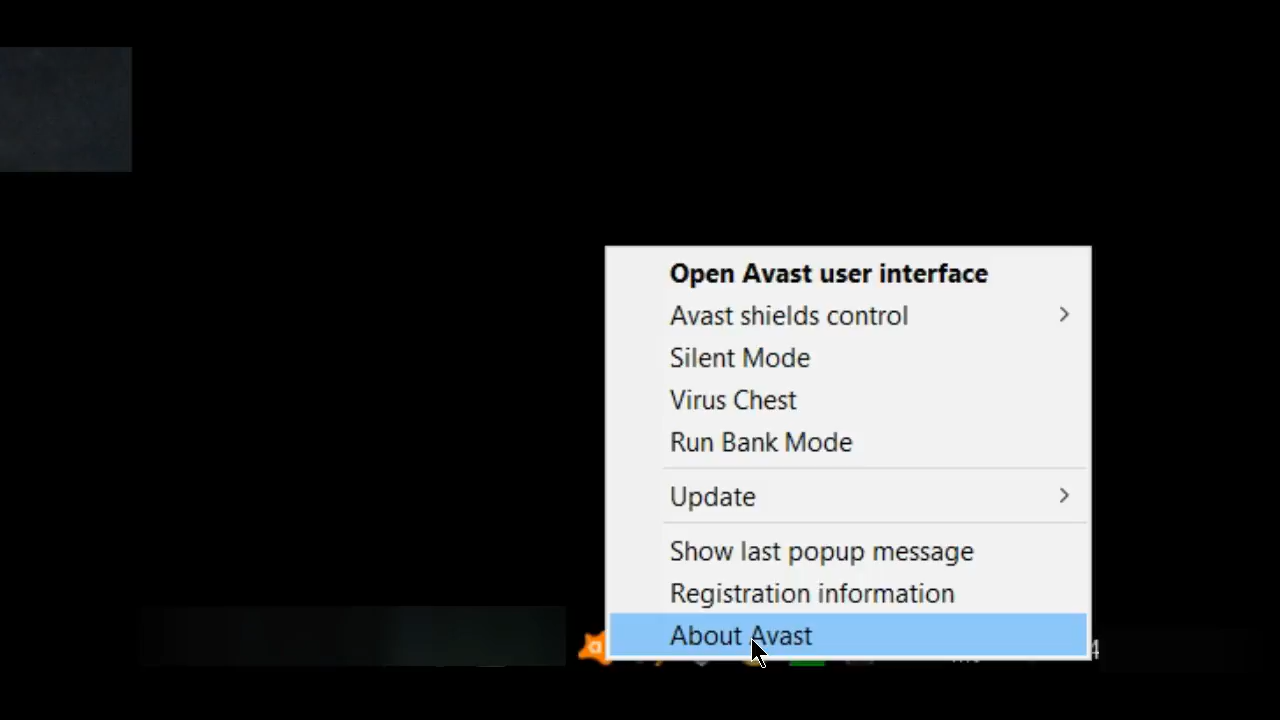 Open Avast user interface
Avast shields control
Silent Mode
Virus Chest
Run Bank Mode
Update
Show last popup message
Registration information
About Avast